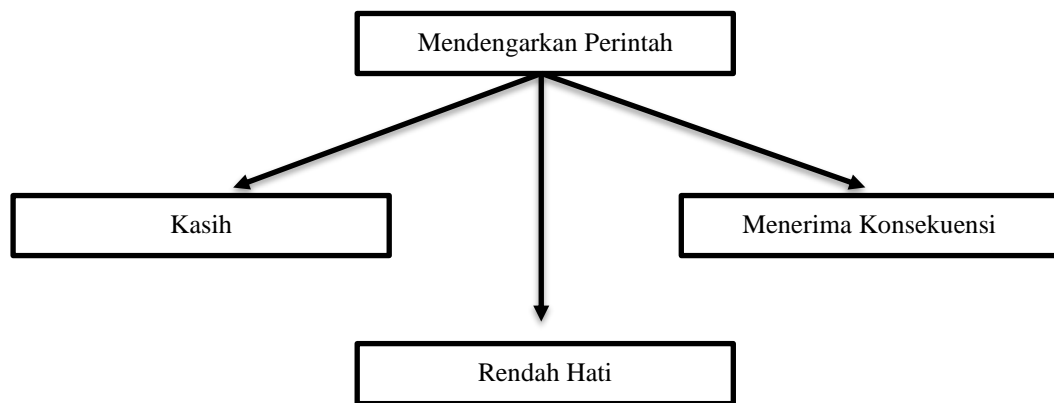 Mendengarkan Perintah
Kasih
Menerima Konsekuensi
Rendah Hati